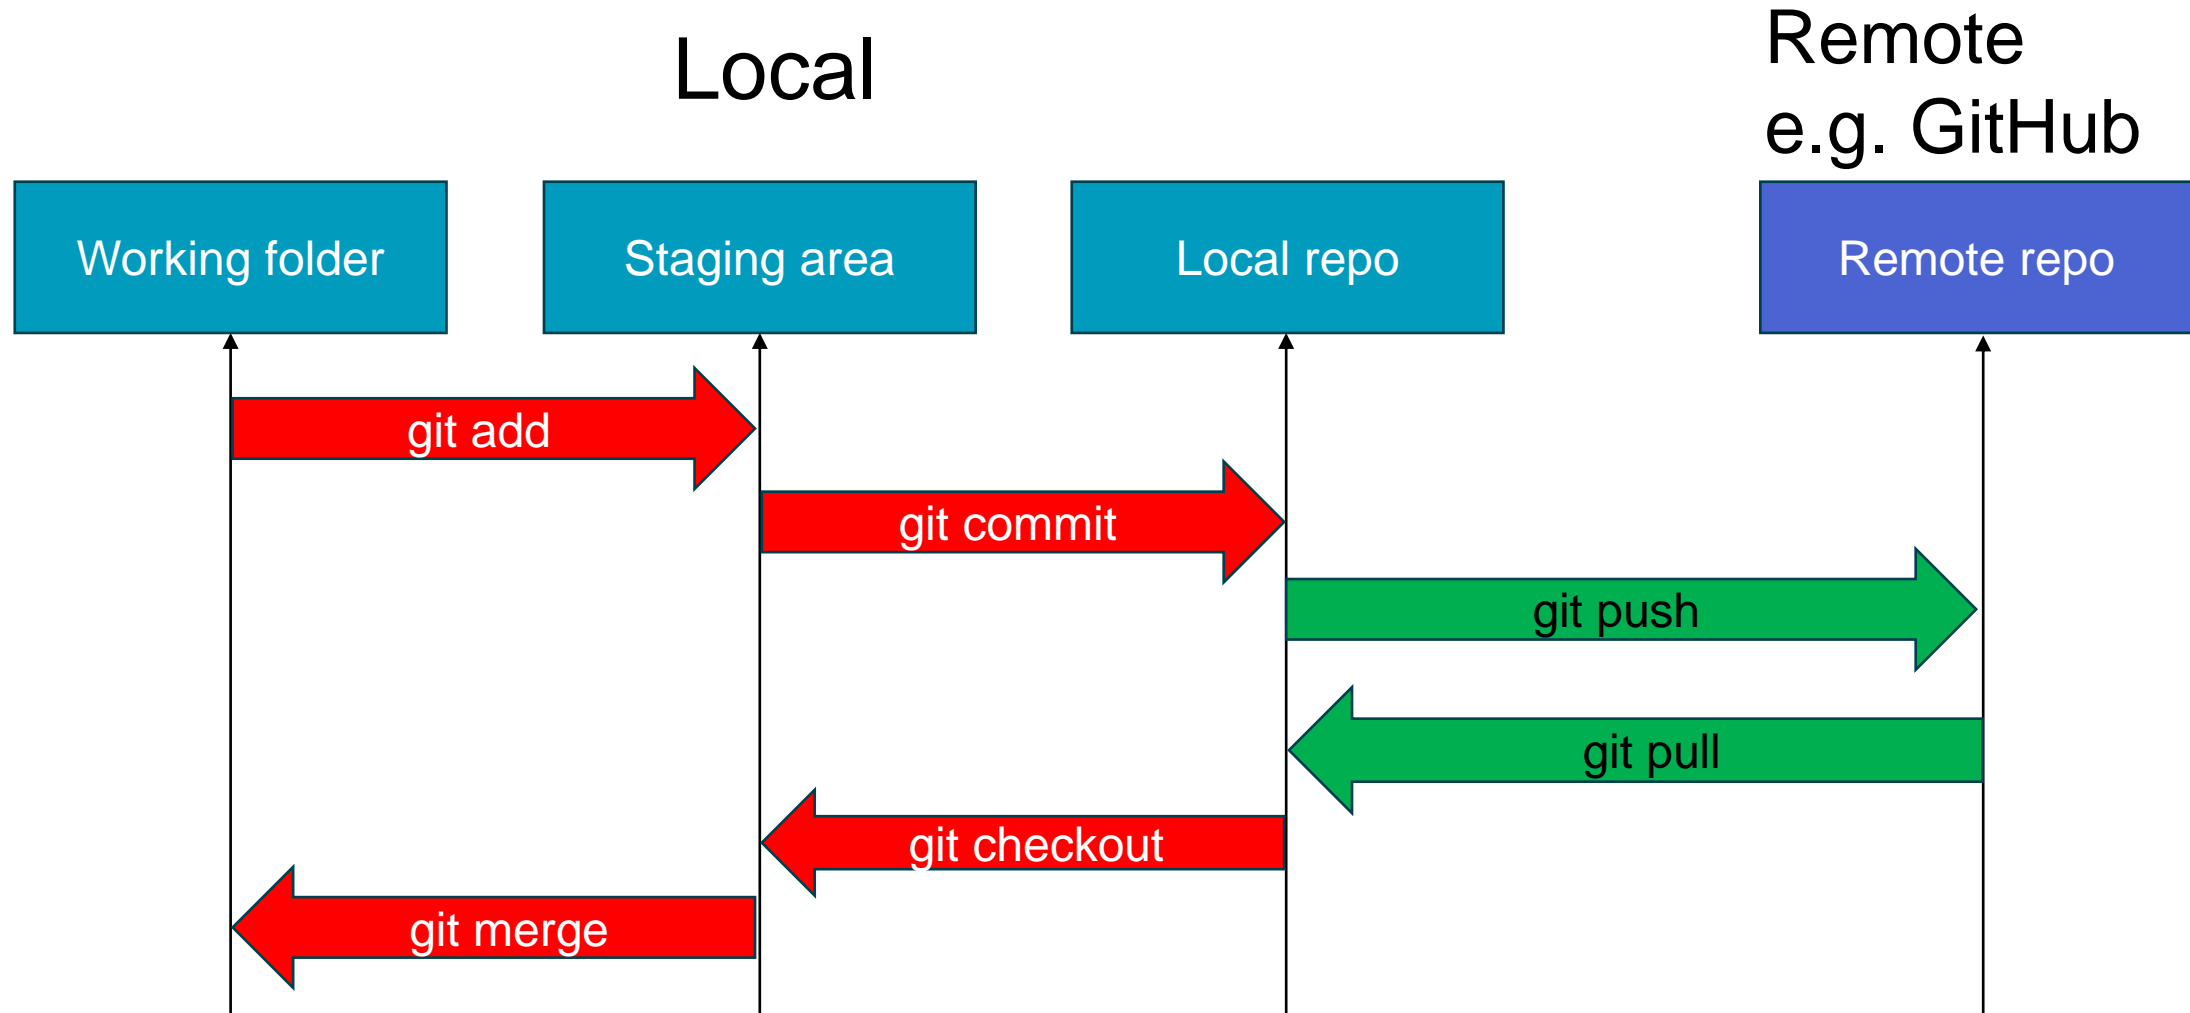 Local
Remote
e.g. GitHub
Working folder
Staging area
Local repo
Remote repo
git add
git commit
git push
git pull
git checkout
git merge